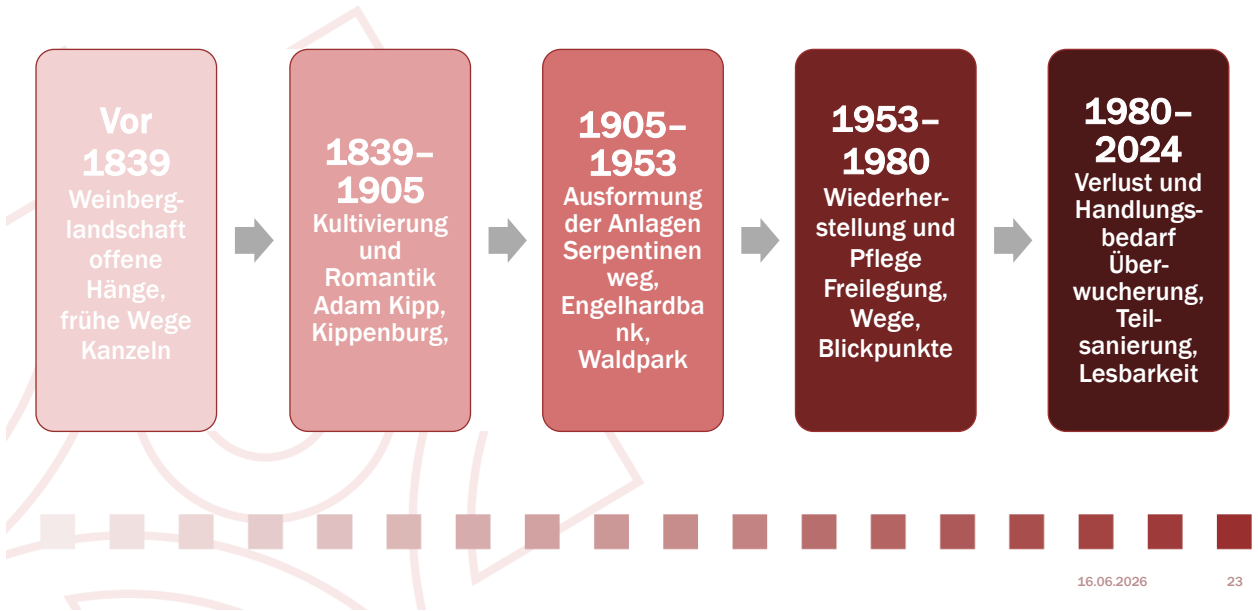 Vor
1839
Weinberg-
landschaft
offene
Hänge,
frühe Wege
Kanzeln
1839–
1905
Kultivierung
und
Romantik
Adam Kipp,
Kippenburg,
1905–
1953
Ausformung
der Anlagen
Serpentinen
weg,
Engelhardba
nk,
Waldpark
1953–
1980
Wiederher-
stellung und
Pflege
Freilegung,
Wege,
Blickpunkte
1980–
2024
Verlust und
Handlungs-
bedarf
Über-
wucherung,
Teil-
sanierung,
Lesbarkeit
16.06.2026
23